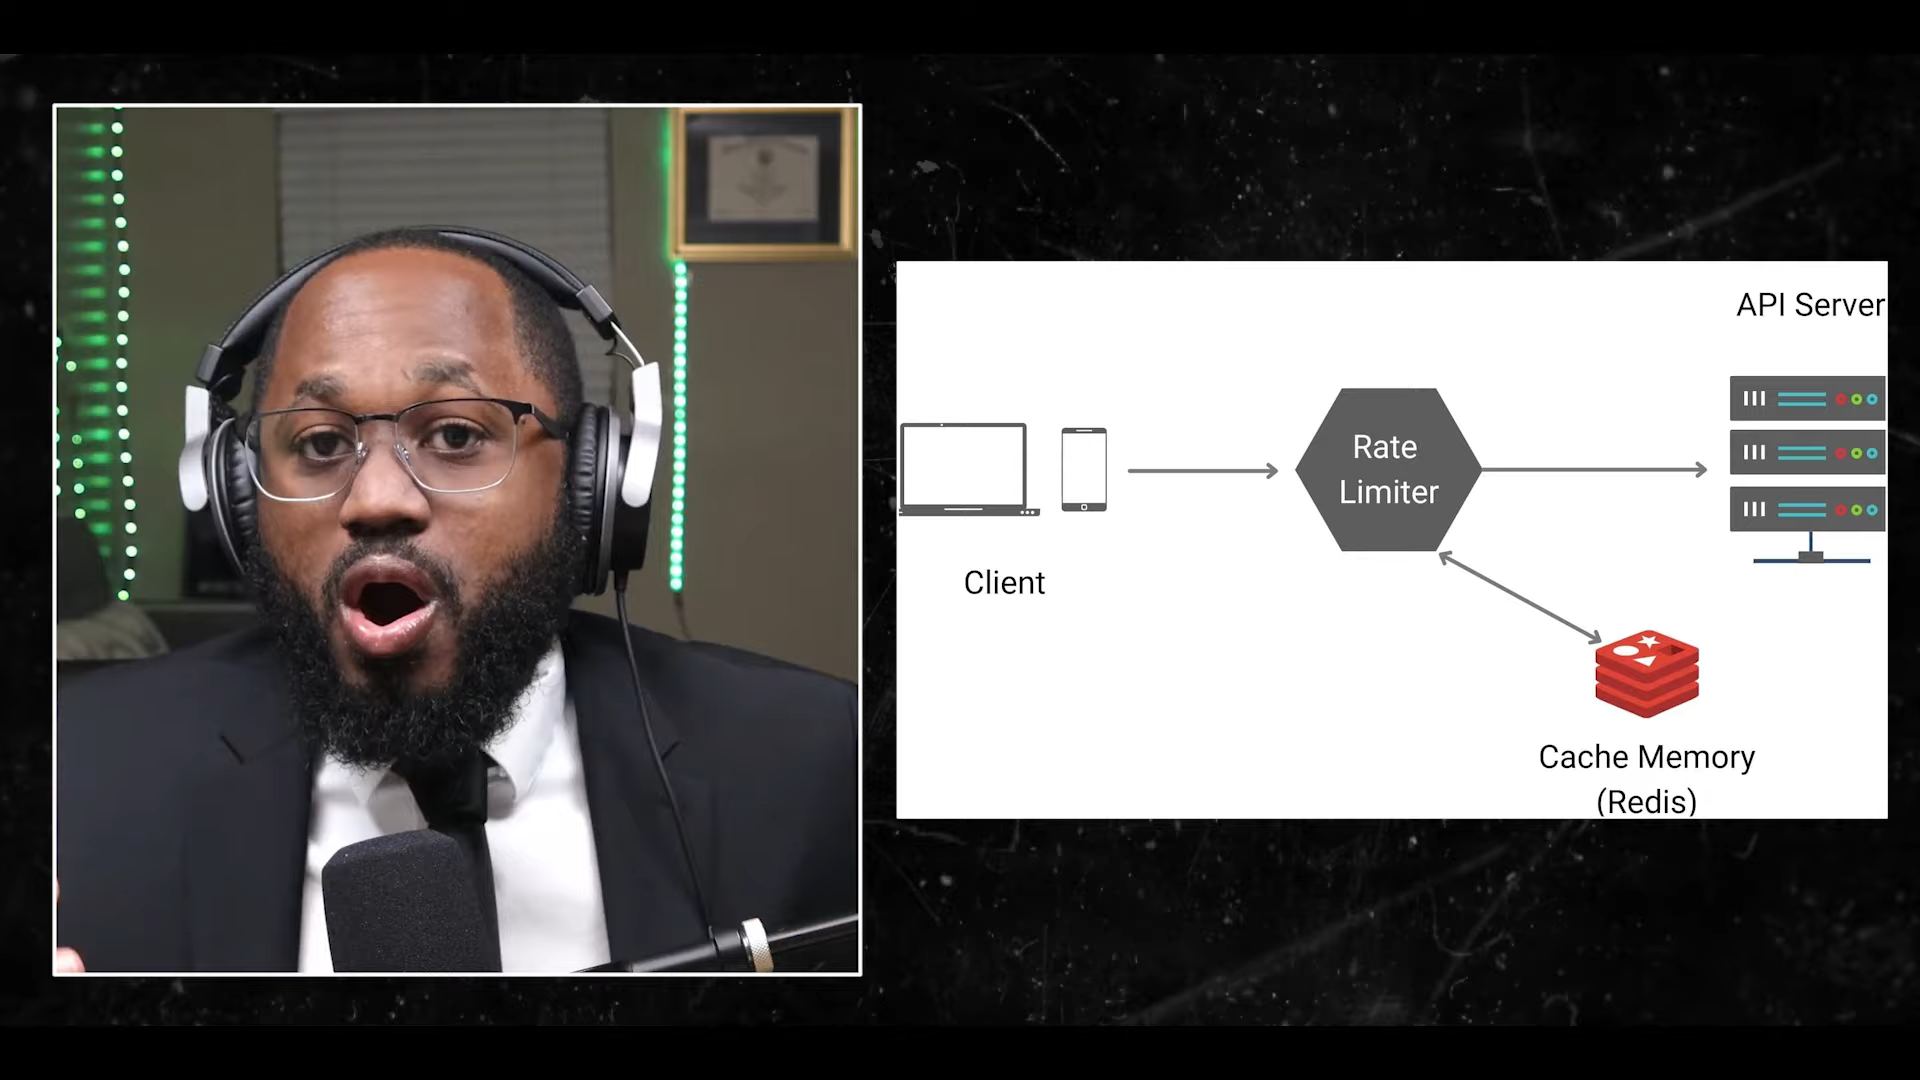 API Server
Rate
Limiter
Client
Cache Memory
(Redis)